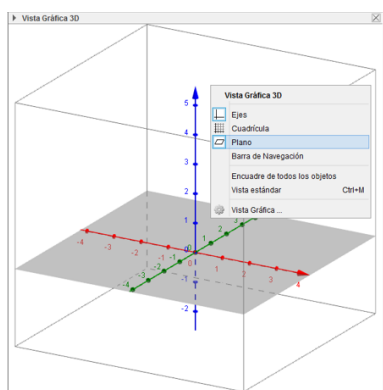 Vista Gráfica 3D
Vista Gráfica 3D
Ejes
Cuadrícula
Plano
Barra de Navegación
Encuadre de todos los objetos
Vista estándar Ctrl+M
Vista Gráfica ...
5
4
3
2
1
0
-1
-2
-4 -3 -2 -1 0 1 2 3 4
-4 -3 -2 -1 0 1 2 3